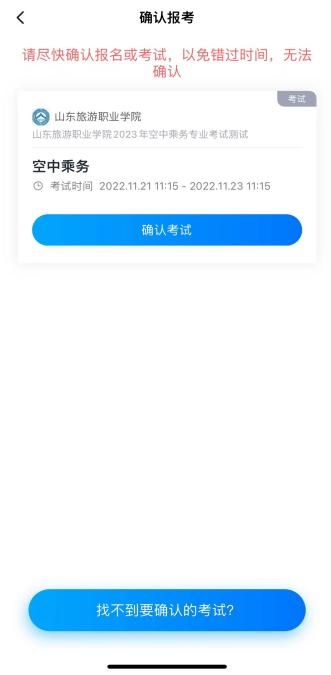 确认报考
请尽快确认报名或考试，以免错过时间，无法
确认
考试
山东旅游职业学院
山东旅游职业学院2023年空中乘务专业考试测试
空中乘务
考试时间 2022.11.21 11:15 - 2022.11.23 11:15
确认考试
找不到要确认的考试?